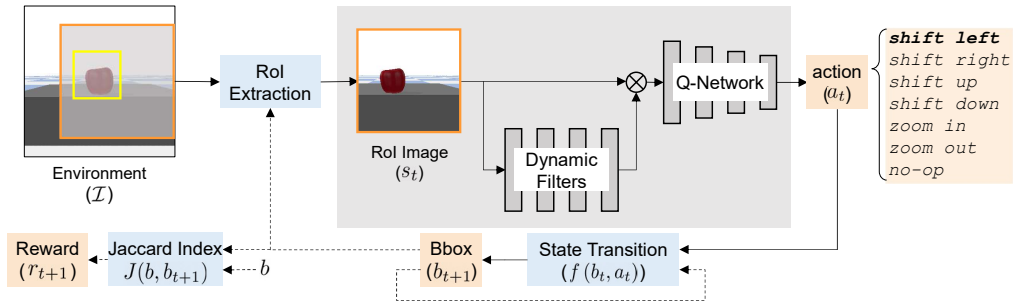 Environment
(ℐ)
RoI
Extraction
RoI Image
(s_t)
Dynamic
Filters
Q-Network
action
(a_t)
shift left
shift right
shift up
shift down
zoom in
zoom out
no-op
Reward
(r_{t+1})
Jaccard Index
J(b, b_{t+1})
b
Bbox
(b_{t+1})
State Transition
(f(b_t, a_t))